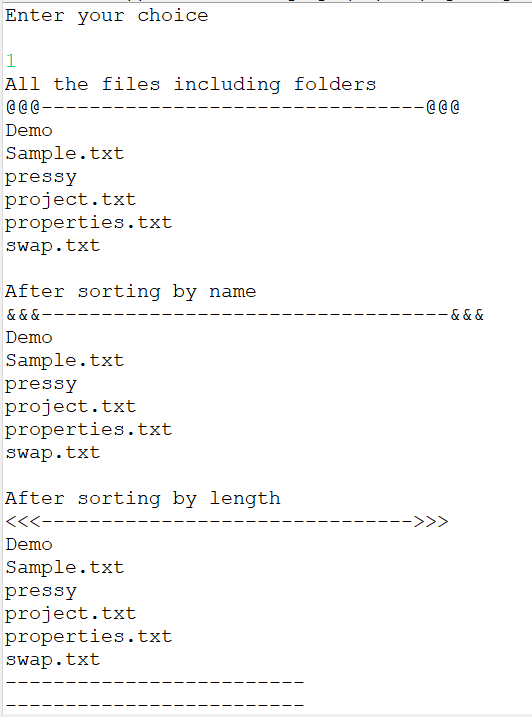 Enter your choice
1
All the files including folders
@@@--------------------------------@@@
Demo
Sample.txt
pressy
project.txt
properties.txt
swap.txt
After sorting by name
&&&----------------------------------&&&
Demo
Sample.txt
pressy
project.txt
properties.txt
swap.txt
After sorting by length
<<<------------------------------->>>
Demo
Sample.txt
pressy
project.txt
properties.txt
swap.txt
-------------------------
-------------------------